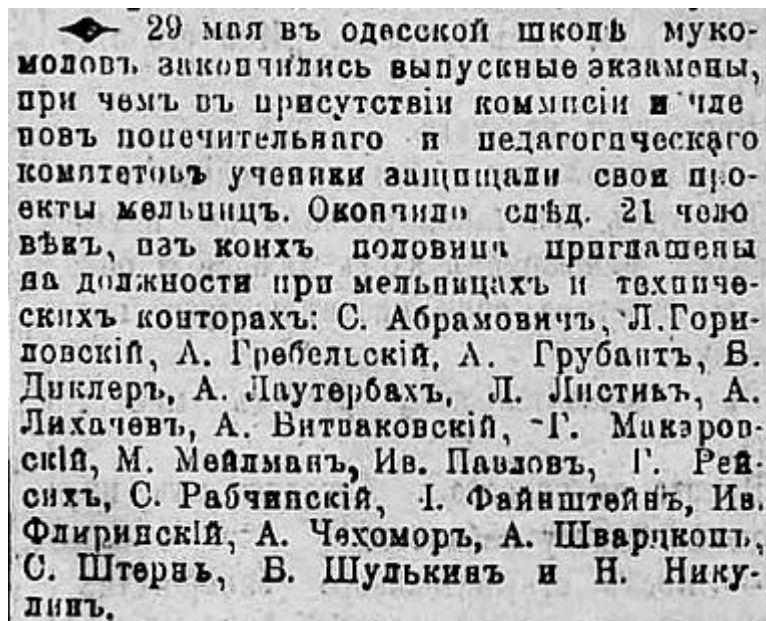 29 мая въ одесской школѣ муко-
моловъ закончились выпускные экзамены,
при чемъ въ присутствіи коммисіи и чле
новъ попечительнаго и педагогическаго
комитетовъ ученики защищали свои про-
екты мельницъ. Окончило слѣд. 21 чело
вѣкъ, изъ коихъ половина приглашены
на должности при мельницахъ и техниче-
скихъ конторахъ: С. Абрамовичъ, Л. Гори-
ловскій, А. Гребельскій, А. Грубантъ, В.
Диклеръ, А. Лаутербахъ, Л. Листикъ, А.
Лихачевъ, А. Витваковскій, Г. Макаров-
скій, М. Мейлманъ, Ив. Павловъ, Г. Рей-
сихъ, С. Рабчинскій, І. Файнштейнъ, Ив.
Флиринскій, А. Чехоморъ, А. Шварцкопъ,
С. Штернъ, В. Шулькинъ и Н. Нику-
линъ.